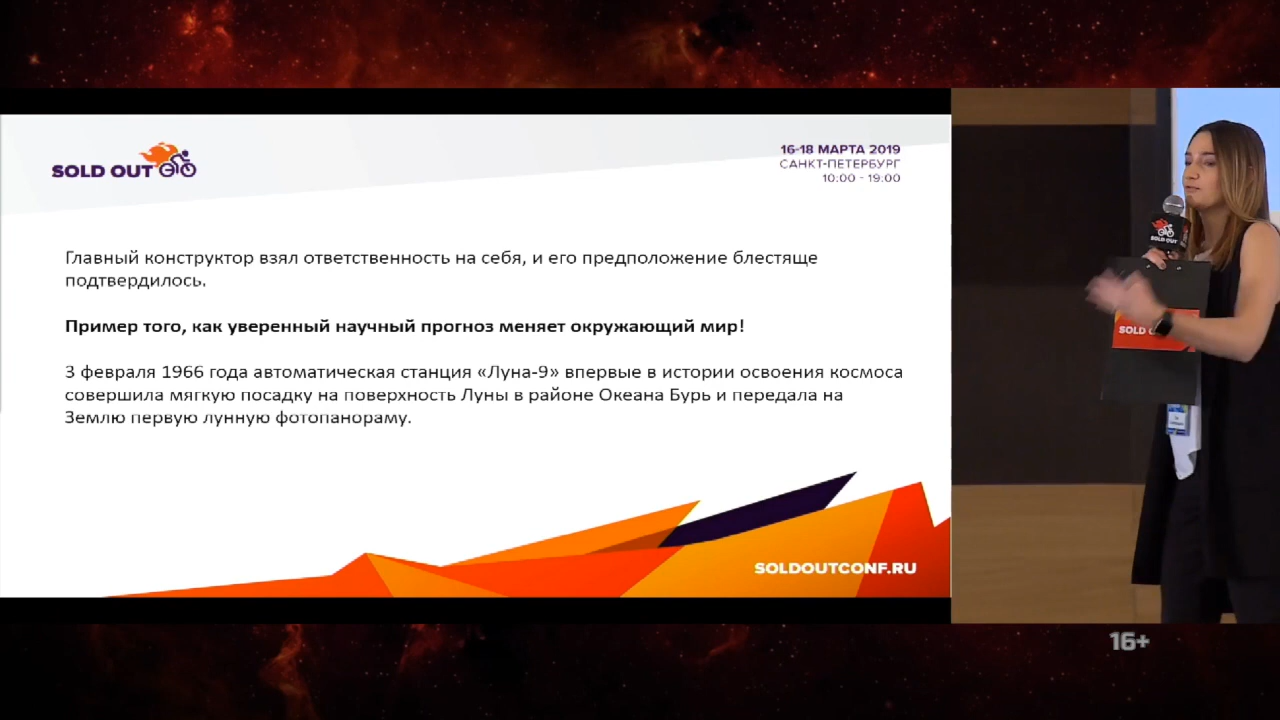 SOLD OUT
16-18 МАРТА 2019
САНКТ-ПЕТЕРБУРГ
10:00 - 19:00
Главный конструктор взял ответственность на себя, и его предположение блестяще
подтвердилось.
Пример того, как уверенный научный прогноз меняет окружающий мир!
3 февраля 1966 года автоматическая станция «Луна-9» впервые в истории освоения космоса
совершила мягкую посадку на поверхность Луны в районе Океана Бурь и передала на
Землю первую лунную фотопанораму.
SOLDOUTCONF.RU
SOLD OUT
SOLD
16+